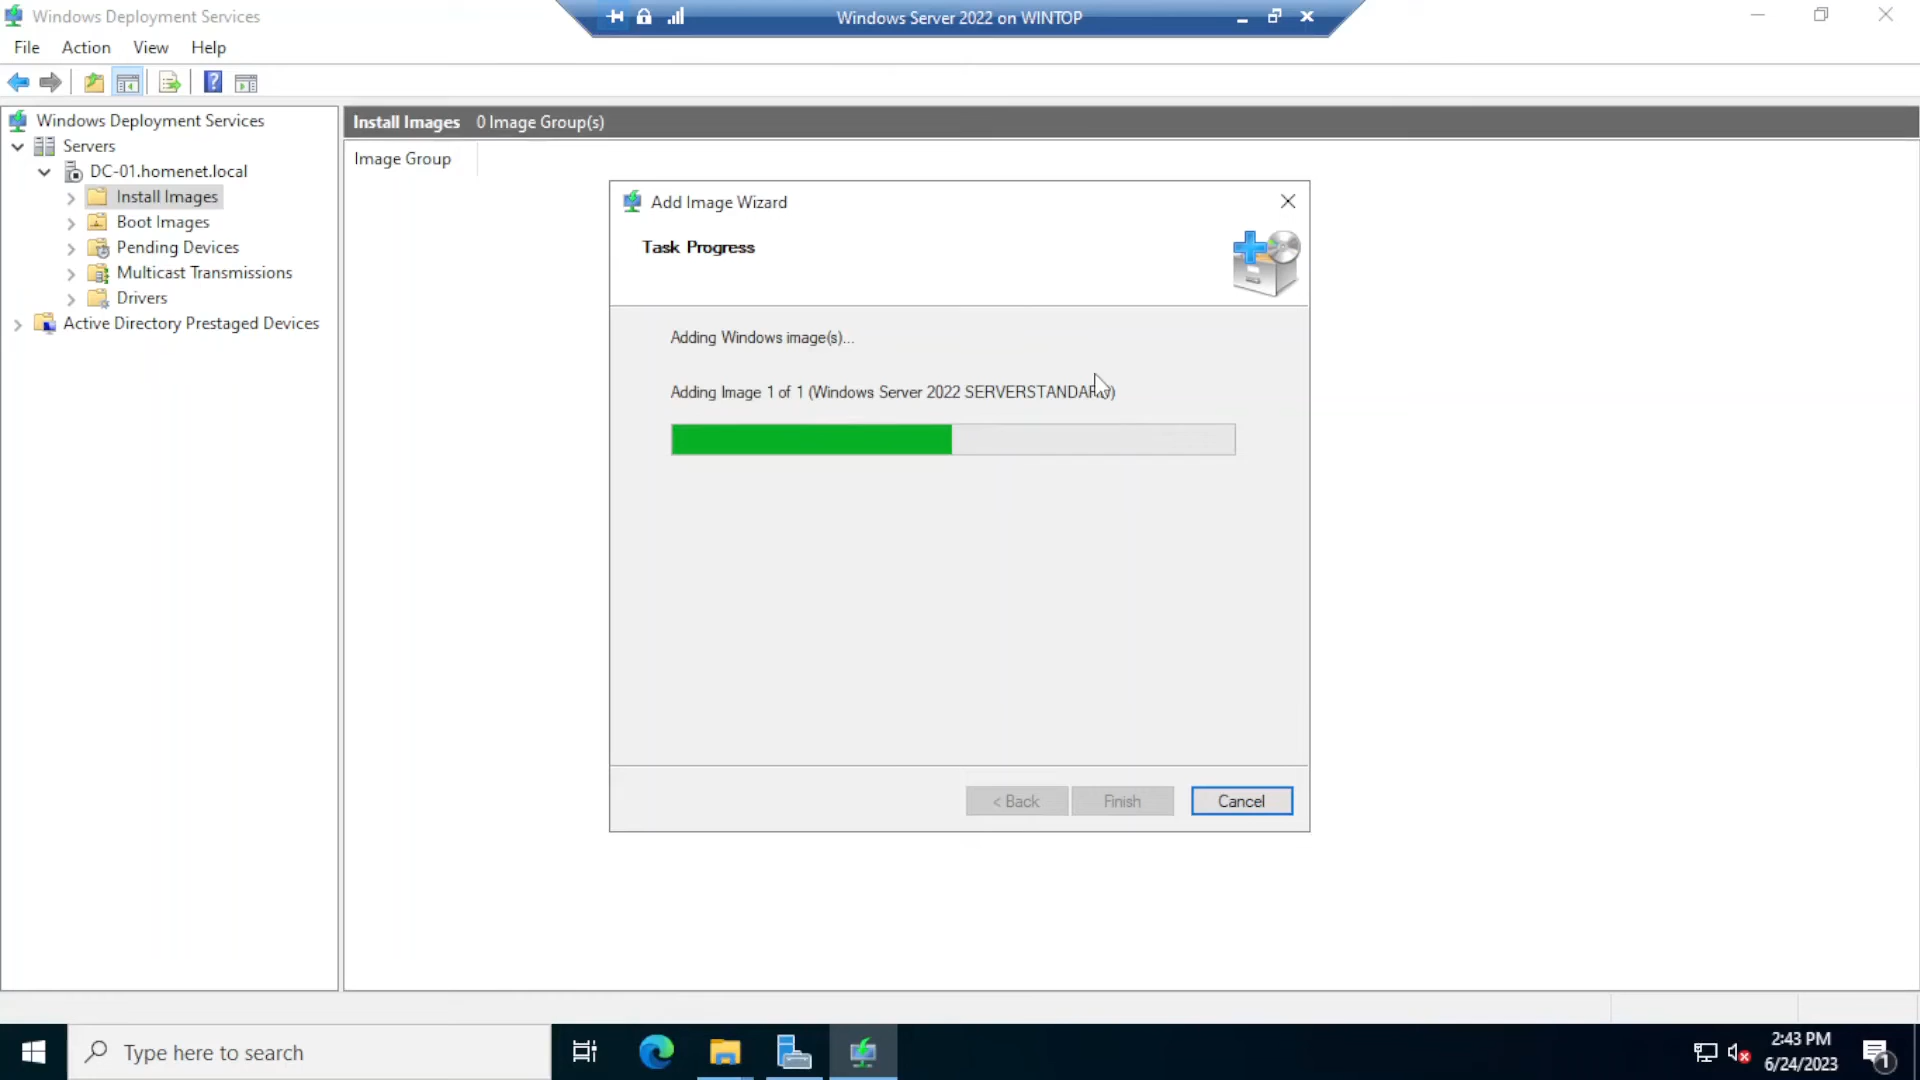 Windows Deployment Services
Windows Server 2022 on WINTOP
File Action View Help
Windows Deployment Services
Servers
DC-01.homenet.local
Install Images
Boot Images
Pending Devices
Multicast Transmissions
Drivers
Active Directory Prestaged Devices
Install Images 0 Image Group(s)
Image Group
Add Image Wizard
Task Progress
Adding Windows image(s)...
Adding Image 1 of 1 (Windows Server 2022
< Back Finish Cancel
Type here to search
2:43 PM
6/24/2023
1